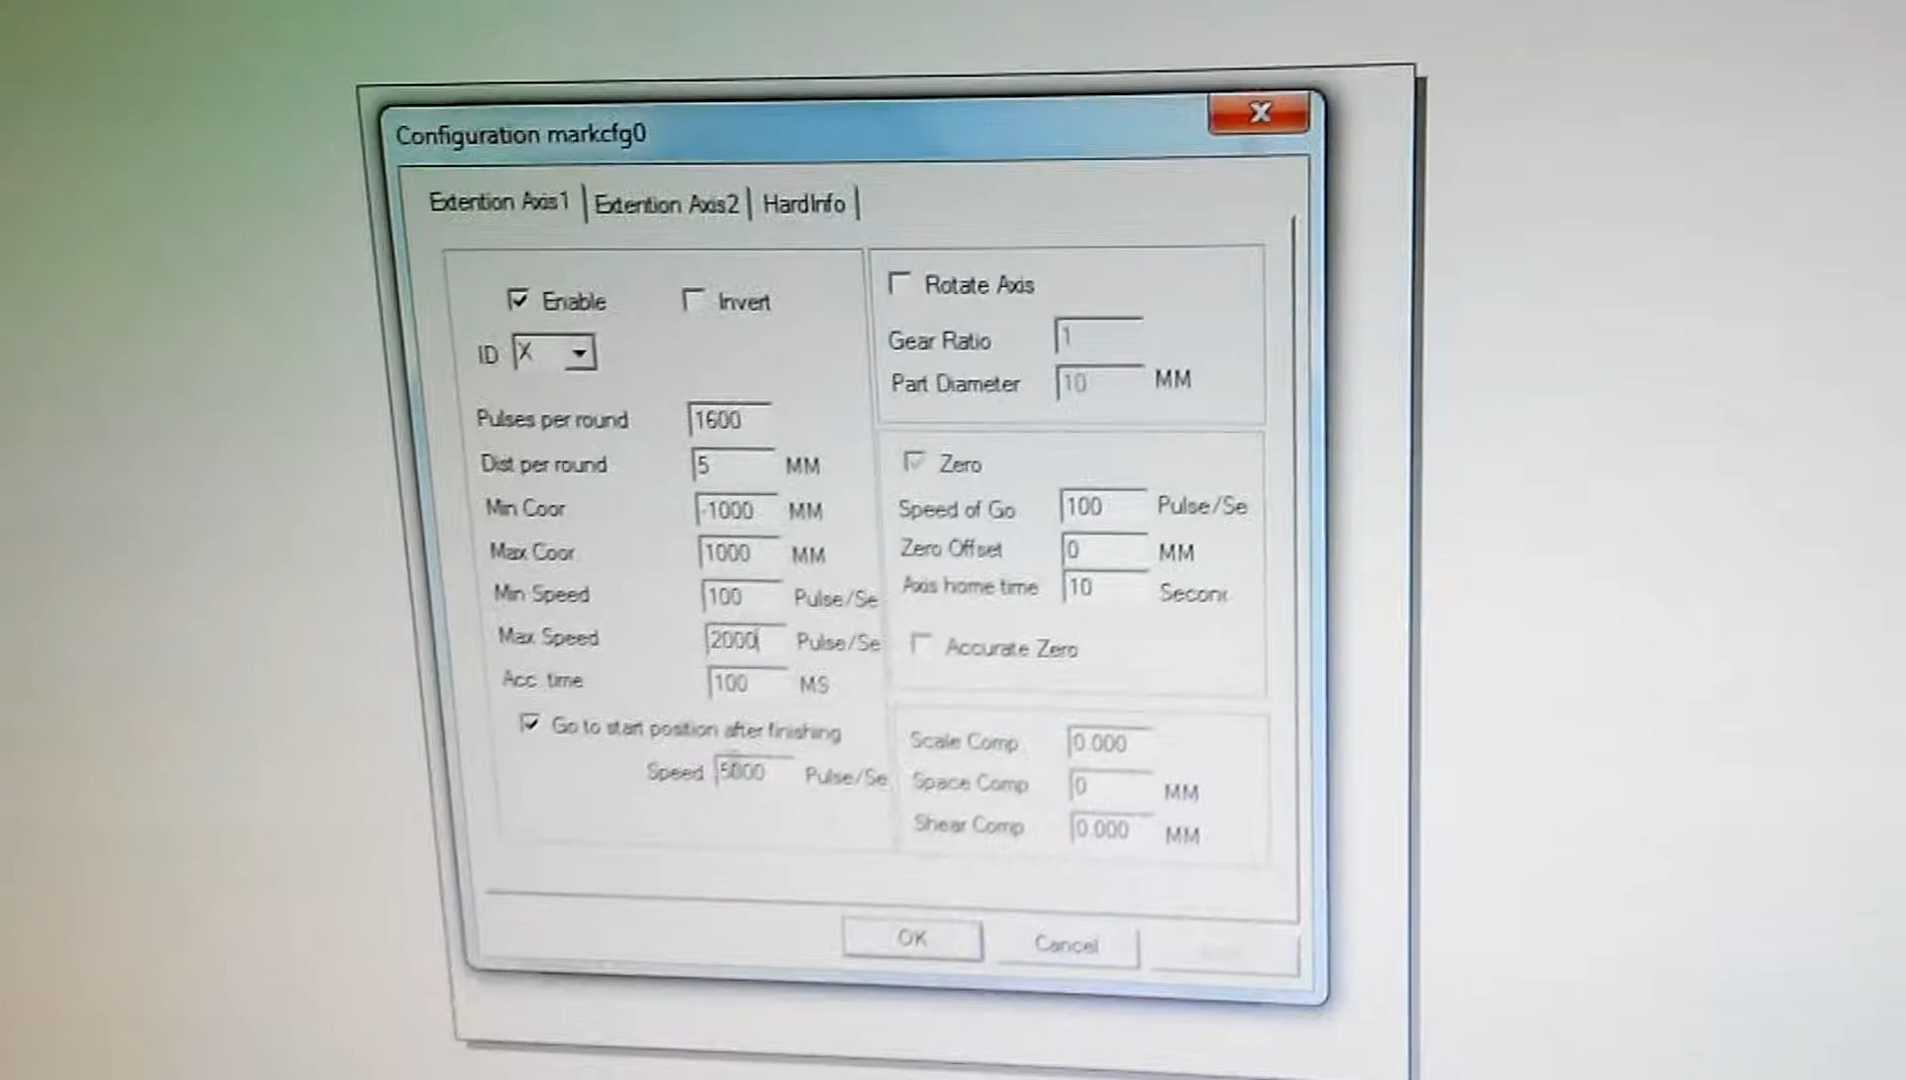 Configuration markcfg0
X
Extention Axis1
Extention Axis2
HardInfo
Enable
Invert
ID X
Pulses per round 1600
Dist per round 5 MM
Min Coor -1000 MM
Max Coor 1000 MM
Min Speed 100 Pulse/Se
Max Speed 2000 Pulse/Se
Acc. time 100 MS
Go to start position after finishing
Speed 5000 Pulse/Se
Rotate Axis
Gear Ratio 1
Part Diameter 10 MM
Zero
Speed of Go 100 Pulse/Se
Zero Offset 0 MM
Axis home time 10 Second
Accurate Zero
Scale Comp 0.000
Space Comp 0 MM
Shear Comp 0.000 MM
OK
Cancel